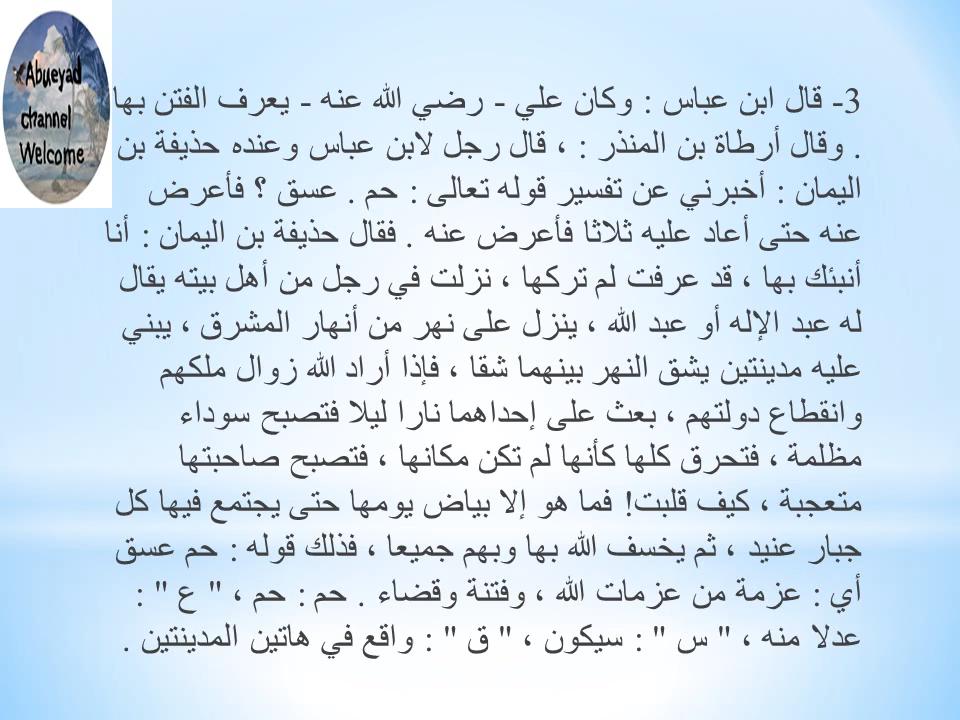 Abueyad
channel
Welcome
3- قال ابن عباس : وكان علي - رضي الله عنه - يعرف الفتن بها
. وقال أرطاة بن المنذر : ، قال رجل لابن عباس وعنده حذيفة بن
اليمان : أخبرني عن تفسير قوله تعالى : حم . عسق ؟ فأعرض
عنه حتى أعاد عليه ثلاثا فأعرض عنه . فقال حذيفة بن اليمان : أنا
أنبئك بها ، قد عرفت لم تركها ، نزلت في رجل من أهل بيته يقال
له عبد الإله أو عبد الله ، ينزل على نهر من أنهار المشرق ، يبني
عليه مدينتين يشق النهر بينهما شقا ، فإذا أراد الله زوال ملكهم
وانقطاع دولتهم ، بعث على إحداهما نارا ليلا فتصبح سوداء
مظلمة ، فتحرق كلها كأنها لم تكن مكانها ، فتصبح صاحبتها
متعجبة ، كيف قلبت! فما هو إلا بياض يومها حتى يجتمع فيها كل
جبار عنيد ، ثم يخسف الله بها وبهم جميعا ، فذلك قوله : حم عسق
أي : عزمة من عزمات الله ، وفتنة وقضاء . حم : حم ، " ع " :
عدلا منه ، " س " : سيكون ، " ق " : واقع في هاتين المدينتين .